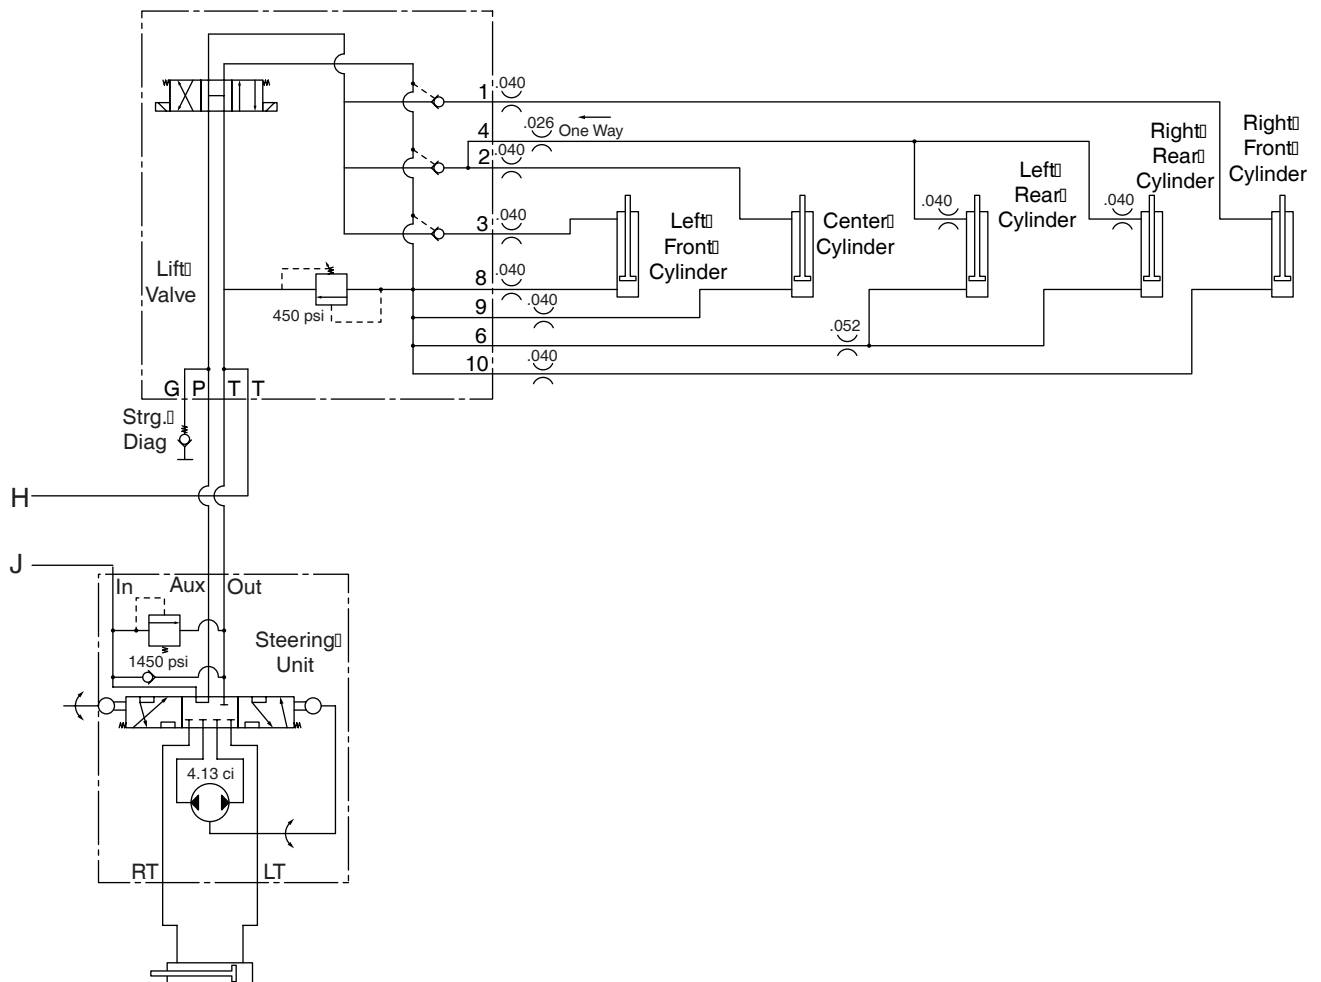 1
.040
4
.026
One Way
2
.040
3
.040
8
.040
9
.040
6
.052
10
.040
.040
.040
Left
Front
Cylinder
Center
Cylinder
Left
Rear
Cylinder
Right
Rear
Cylinder
Right
Front
Cylinder
Lift
Valve
450 psi
G P T T
Strg.
Diag
H
J
In Aux Out
Steering
Unit
1450 psi
4.13 ci
RT LT